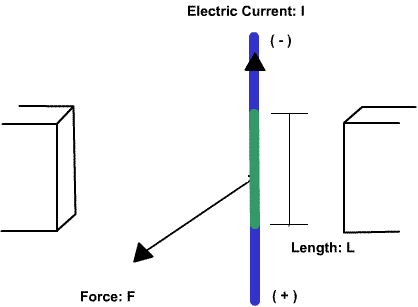 Electric Current: I
( - )
Length: L
Force: F
( + )